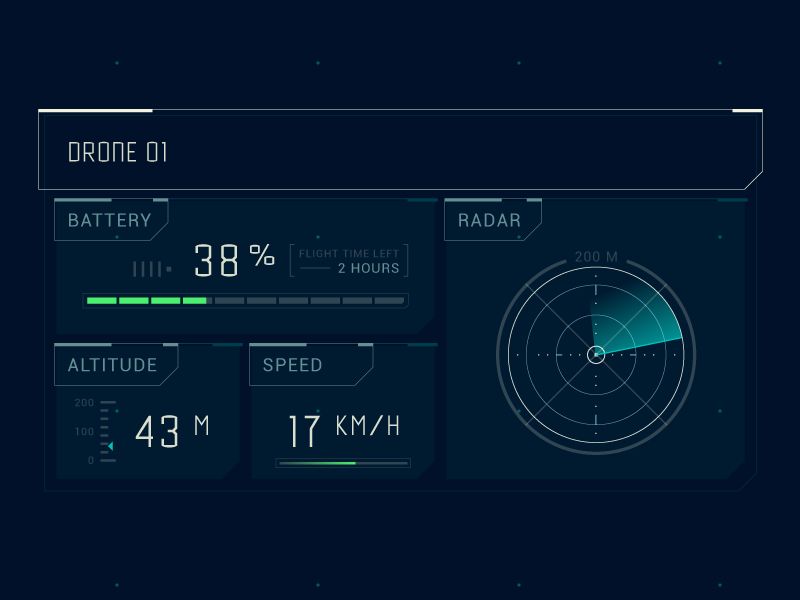 DRONE 01
BATTERY
38 %
FLIGHT TIME LEFT
2 HOURS
RADAR
200 M
ALTITUDE
200
100
0
43 M
SPEED
17 KM/H